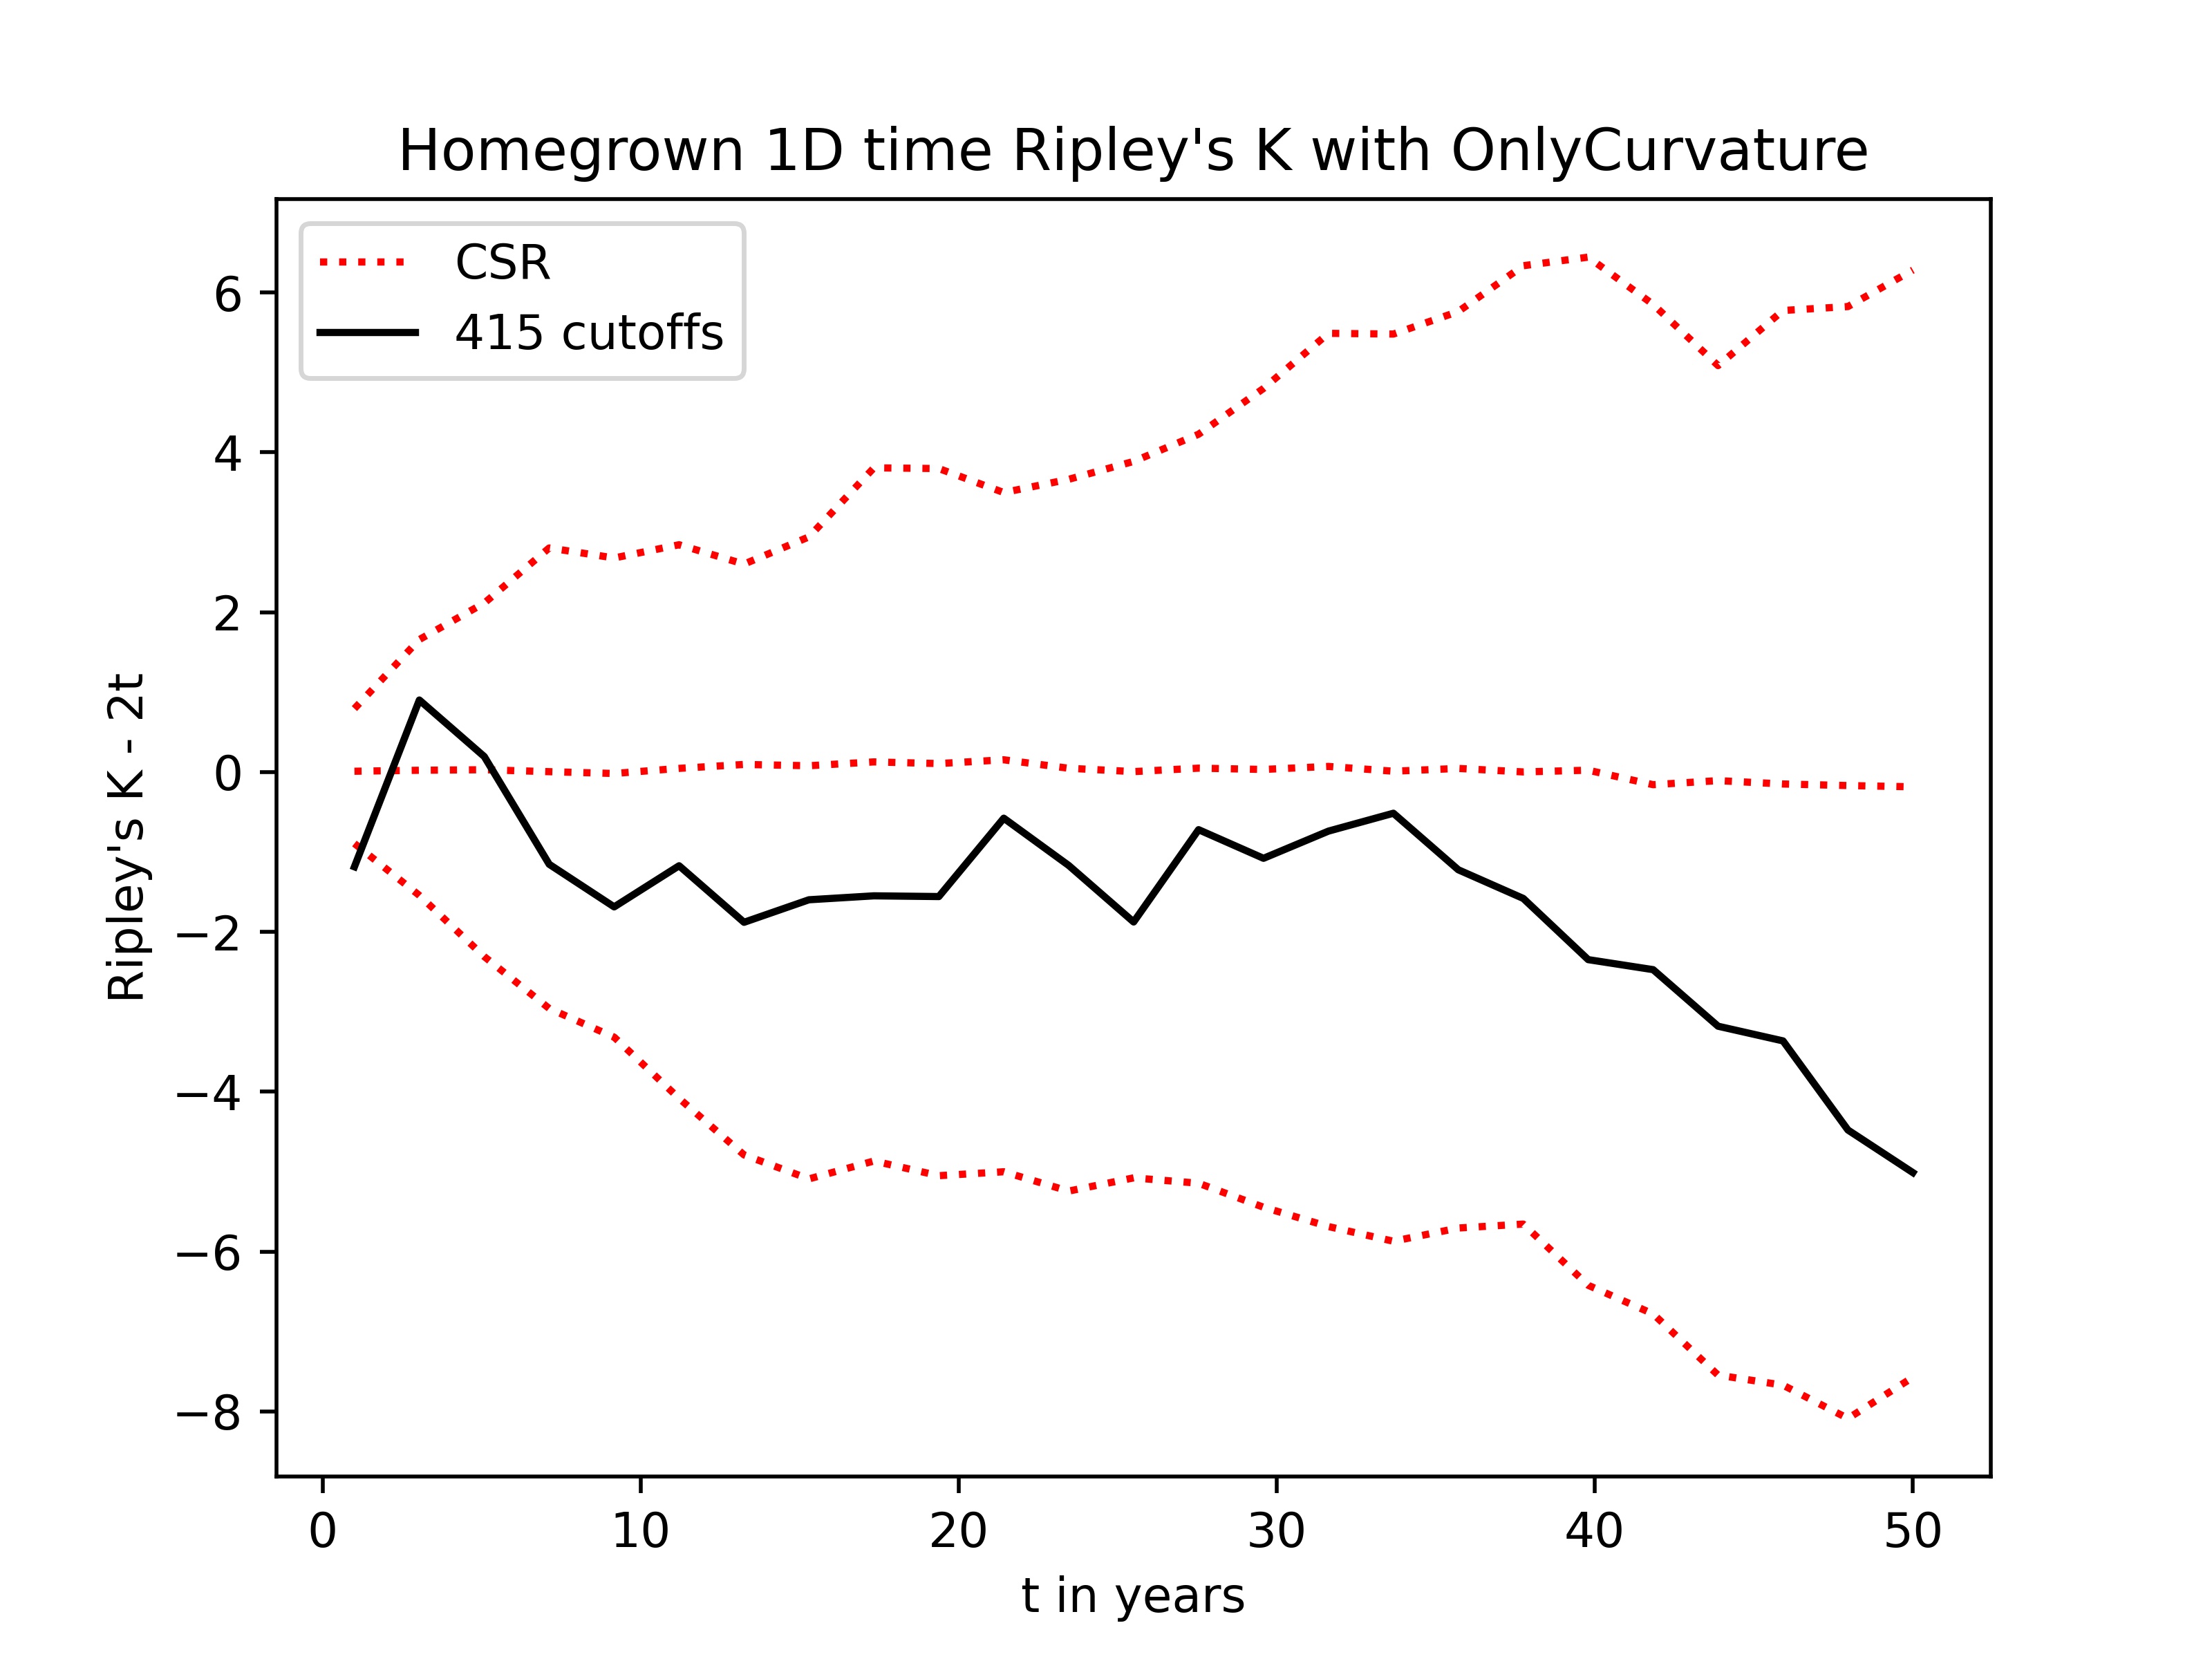 Homegrown 1D time Ripley's K with OnlyCurvature
CSR
415 cutoffs
6
4
2
0
−2
−4
−6
−8
Ripley's K - 2t
0 10 20 30 40 50
t in years